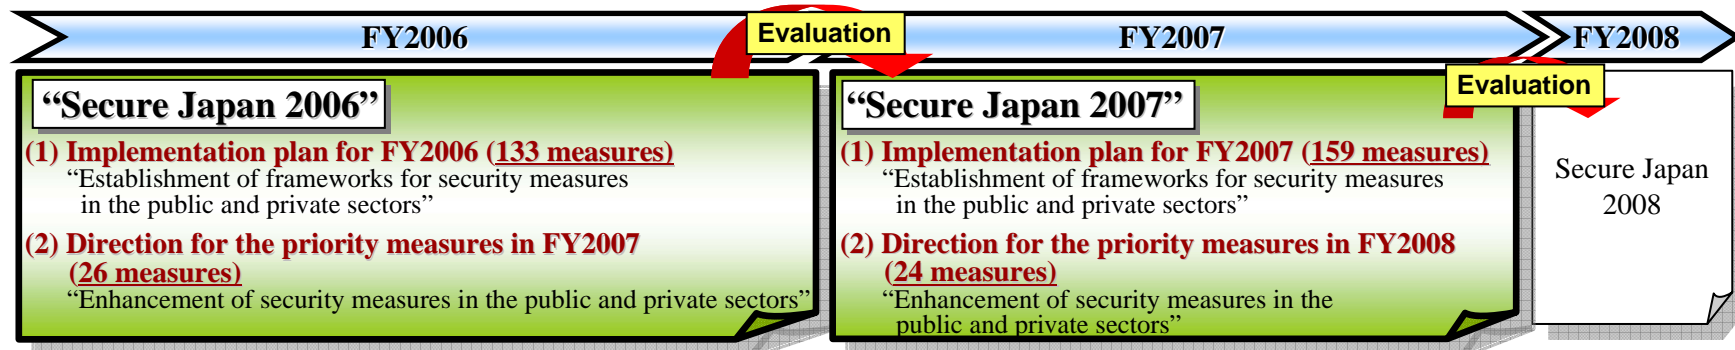 FY2006
Evaluation
FY2007
FY2008
“Secure Japan 2006”
(1) Implementation plan for FY2006 (133 measures)
“Establishment of frameworks for security measures
in the public and private sectors”
(2) Direction for the priority measures in FY2007
(26 measures)
“Enhancement of security measures in the public and private sectors”
Evaluation
“Secure Japan 2007”
(1) Implementation plan for FY2007 (159 measures)
“Establishment of frameworks for security measures
in the public and private sectors”
(2) Direction for the priority measures in FY2008
(24 measures)
“Enhancement of security measures in the
public and private sectors”
Secure Japan
2008